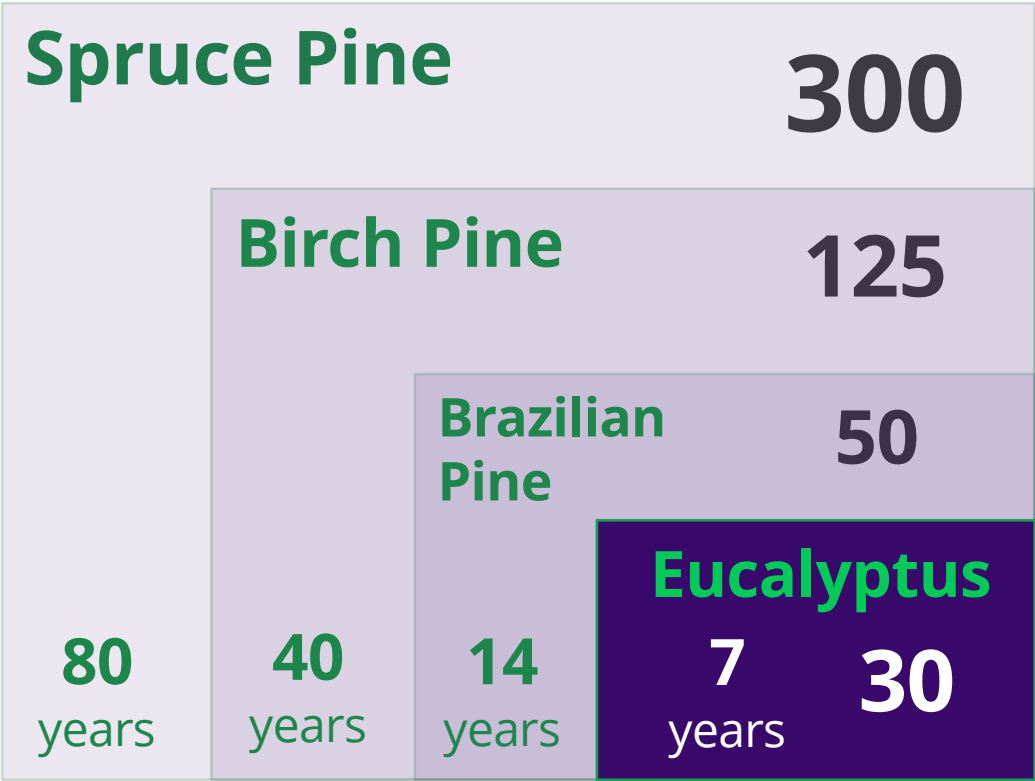 Spruce Pine
300
80
years
Birch Pine
125
40
years
Brazilian
Pine
50
14
years
Eucalyptus
7
years
30